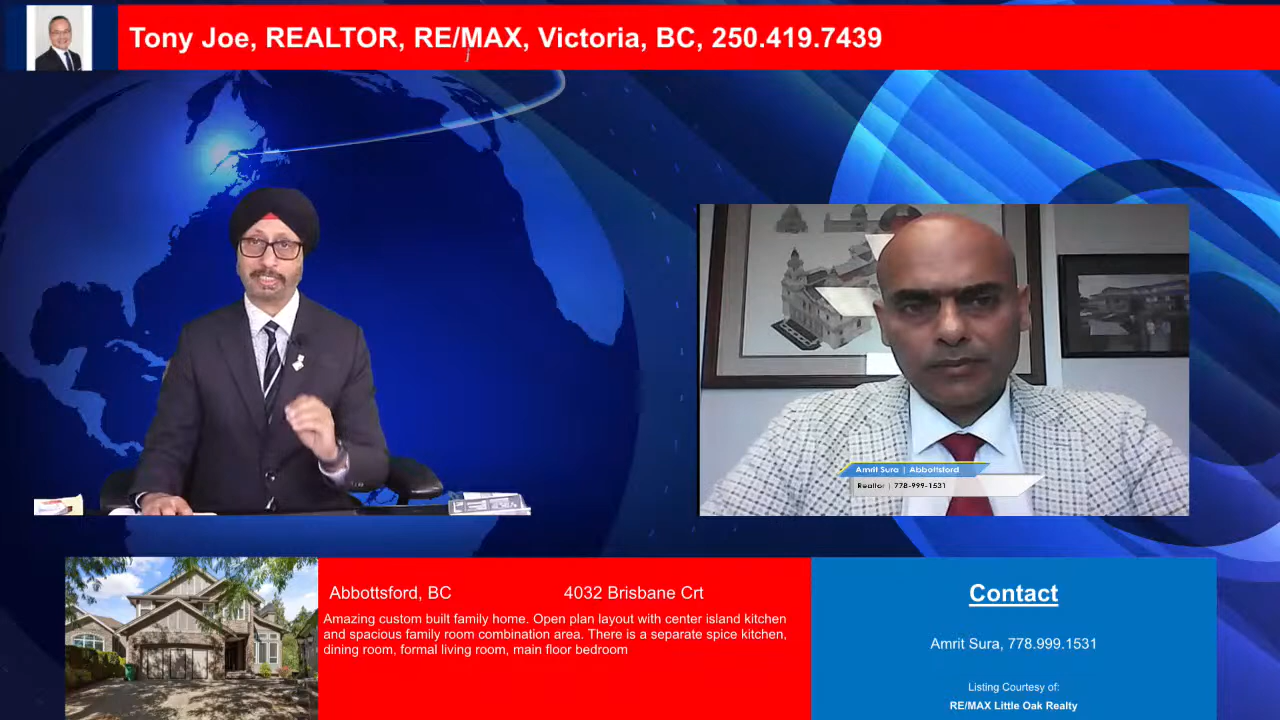 Tony Joe, REALTOR, RE/MAX, Victoria, BC, 250.419.7439
Amrit Sura | Abbottsford
Realtor | 778-999-1531
Abbottsford, BC
4032 Brisbane Crt
Amazing custom built family home. Open plan layout with center island kitchen
and spacious family room combination area. There is a separate spice kitchen,
dining room, formal living room, main floor bedroom
Contact
Amrit Sura, 778.999.1531
Listing Courtesy of:
RE/MAX Little Oak Realty